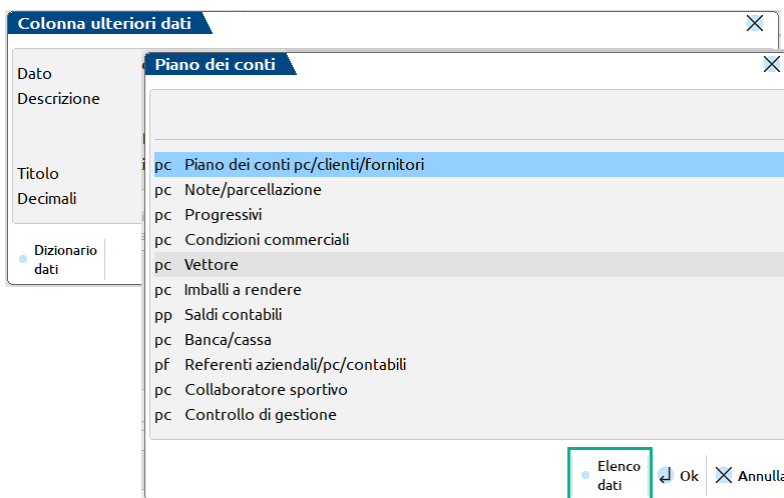 Colonna ulteriori dati
Piano dei conti
Dato
Descrizione
Titolo
Decimali
Dizionario
dati
pc Piano dei conti pc/clienti/fornitori
pc Note/parcellazione
pc Progressivi
pc Condizioni commerciali
pc Vettore
pc Imballi a rendere
pp Saldi contabili
pc Banca/cassa
pf Referenti aziendali/pc/contabili
pc Collaboratore sportivo
pc Controllo di gestione
Elenco
dati
Ok
Annulla